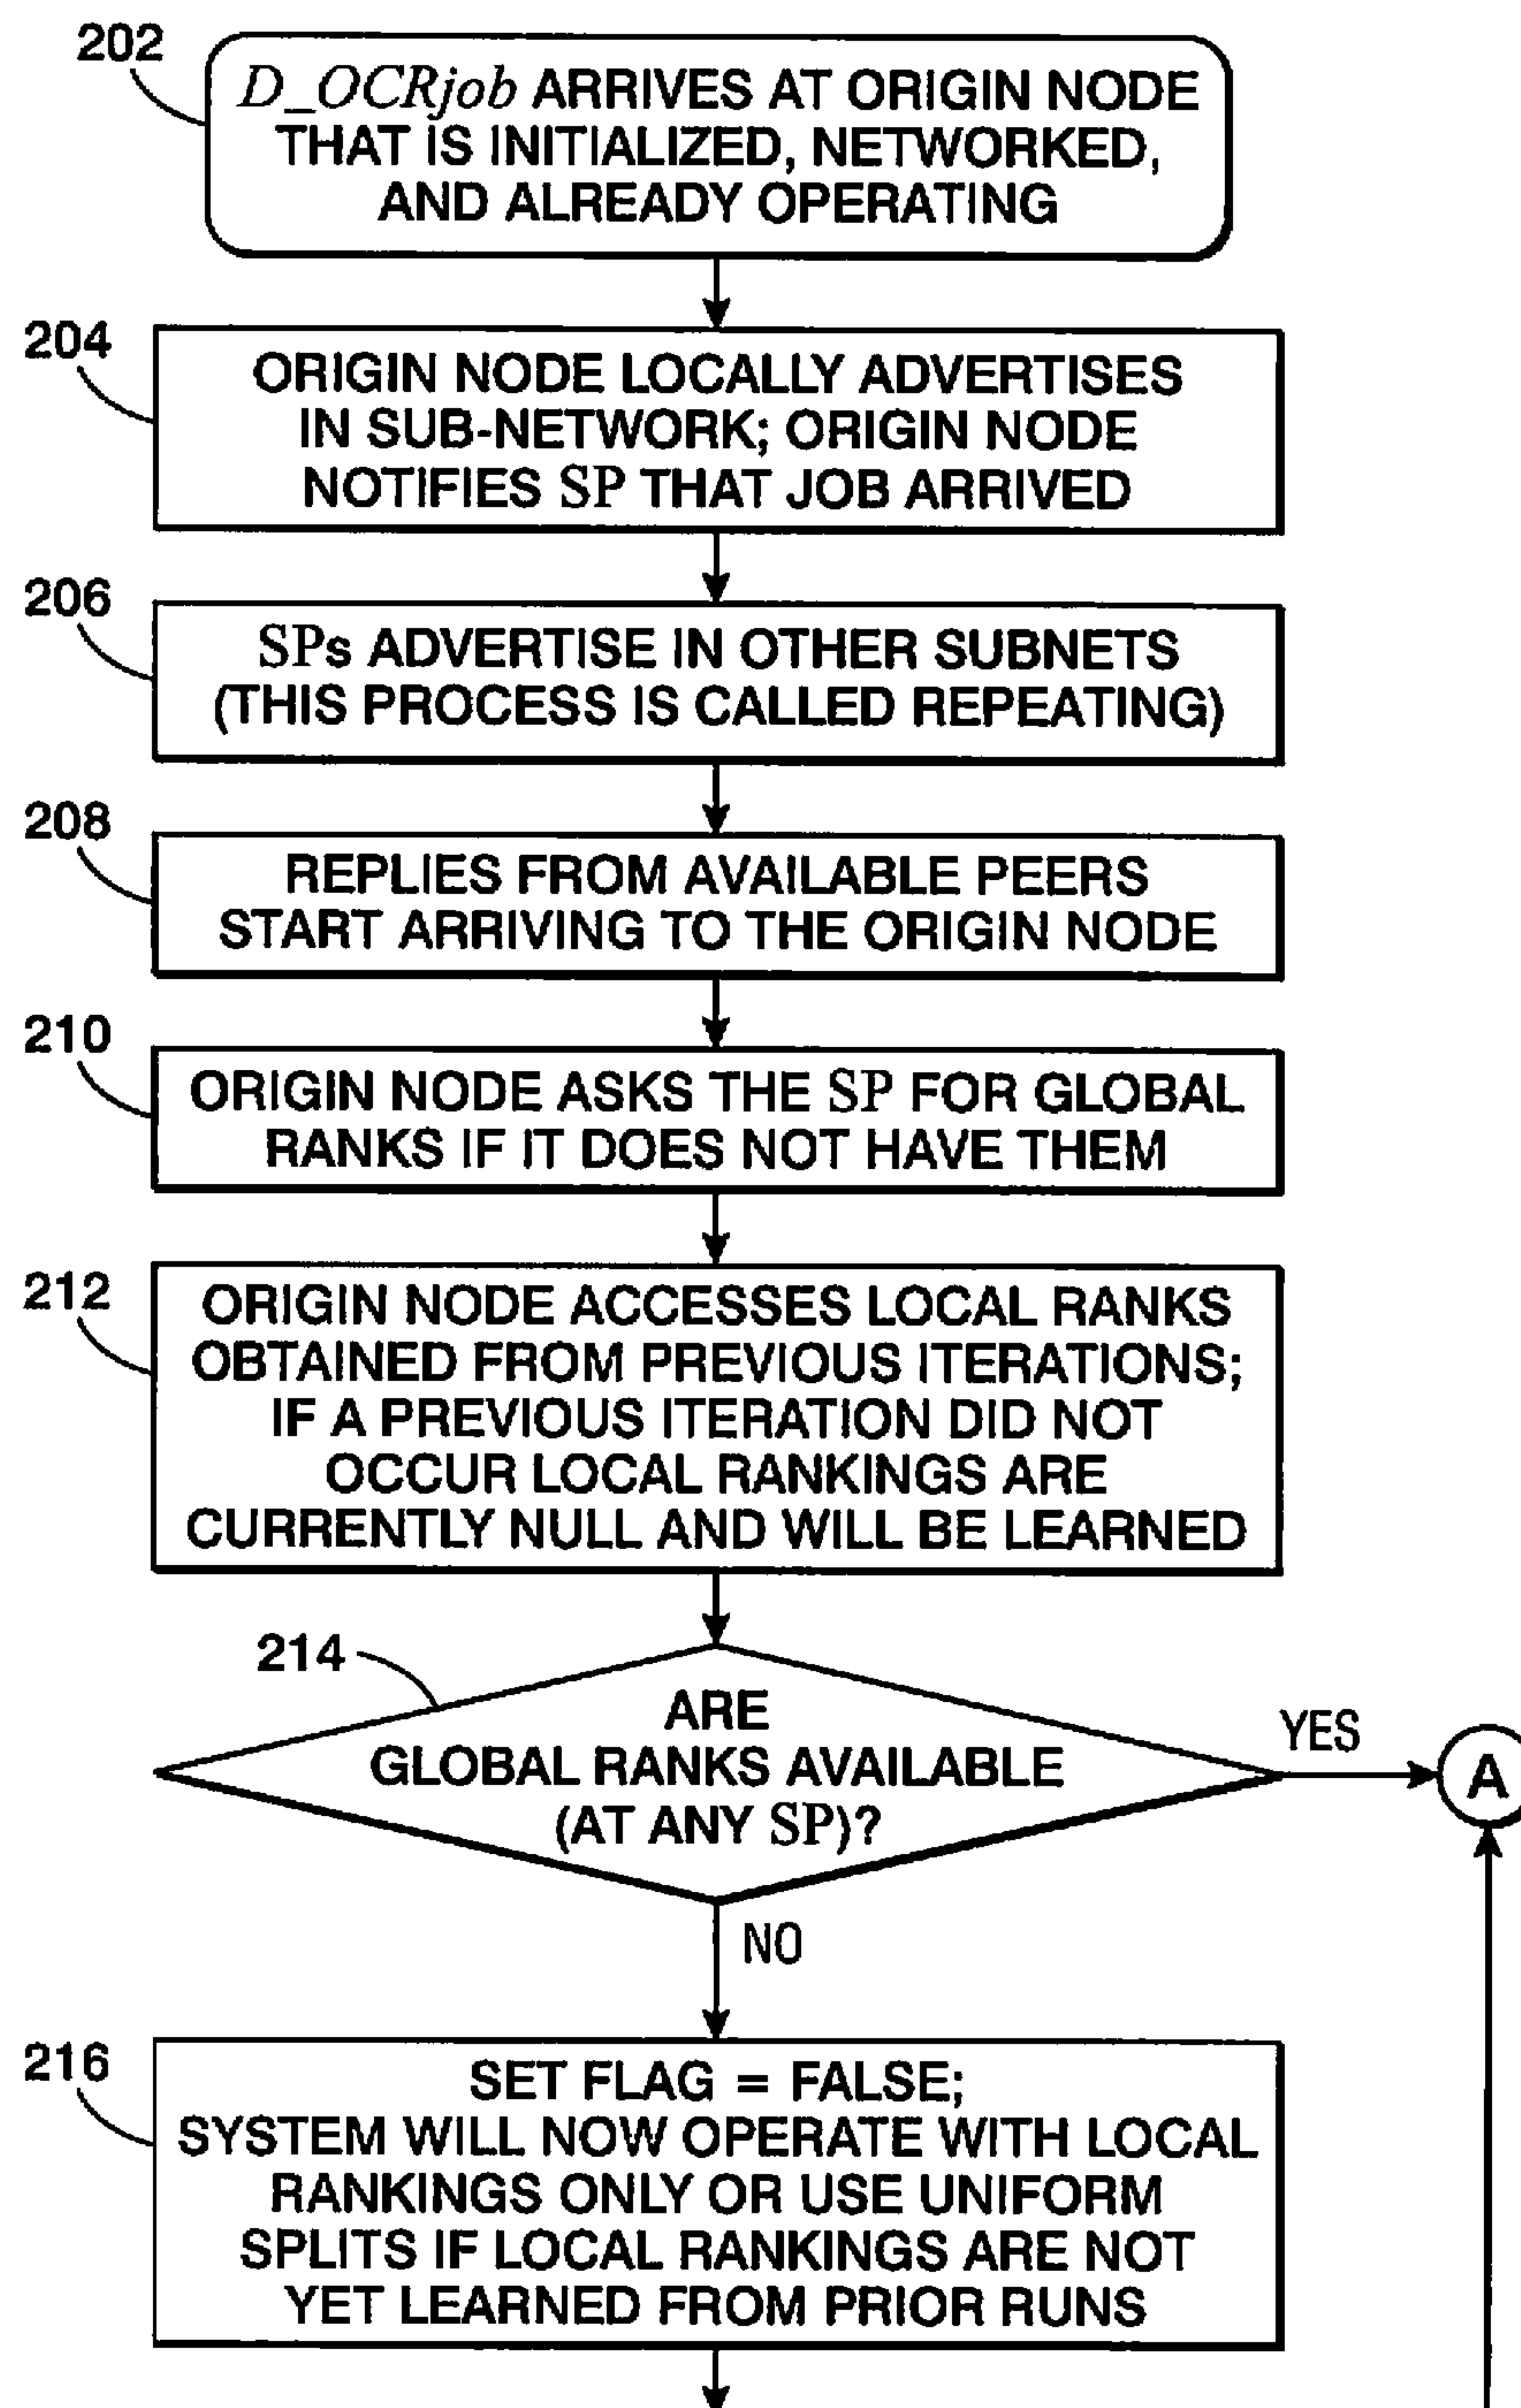 202
D_OCRjob ARRIVES AT ORIGIN NODE
THAT IS INITIALIZED, NETWORKED,
AND ALREADY OPERATING
204
ORIGIN NODE LOCALLY ADVERTISES
IN SUB-NETWORK; ORIGIN NODE
NOTIFIES SP THAT JOB ARRIVED
206
SPs ADVERTISE IN OTHER SUBNETS
(THIS PROCESS IS CALLED REPEATING)
208
REPLIES FROM AVAILABLE PEERS
START ARRIVING TO THE ORIGIN NODE
210
ORIGIN NODE ASKS THE SP FOR GLOBAL
RANKS IF IT DOES NOT HAVE THEM
212
ORIGIN NODE ACCESSES LOCAL RANKS
OBTAINED FROM PREVIOUS ITERATIONS;
IF A PREVIOUS ITERATION DID NOT
OCCUR LOCAL RANKINGS ARE
CURRENTLY NULL AND WILL BE LEARNED
214
ARE
GLOBAL RANKS AVAILABLE
(AT ANY SP)?
YES
A
NO
216
SET FLAG = FALSE;
SYSTEM WILL NOW OPERATE WITH LOCAL
RANKINGS ONLY OR USE UNIFORM
SPLITS IF LOCAL RANKINGS ARE NOT
YET LEARNED FROM PRIOR RUNS